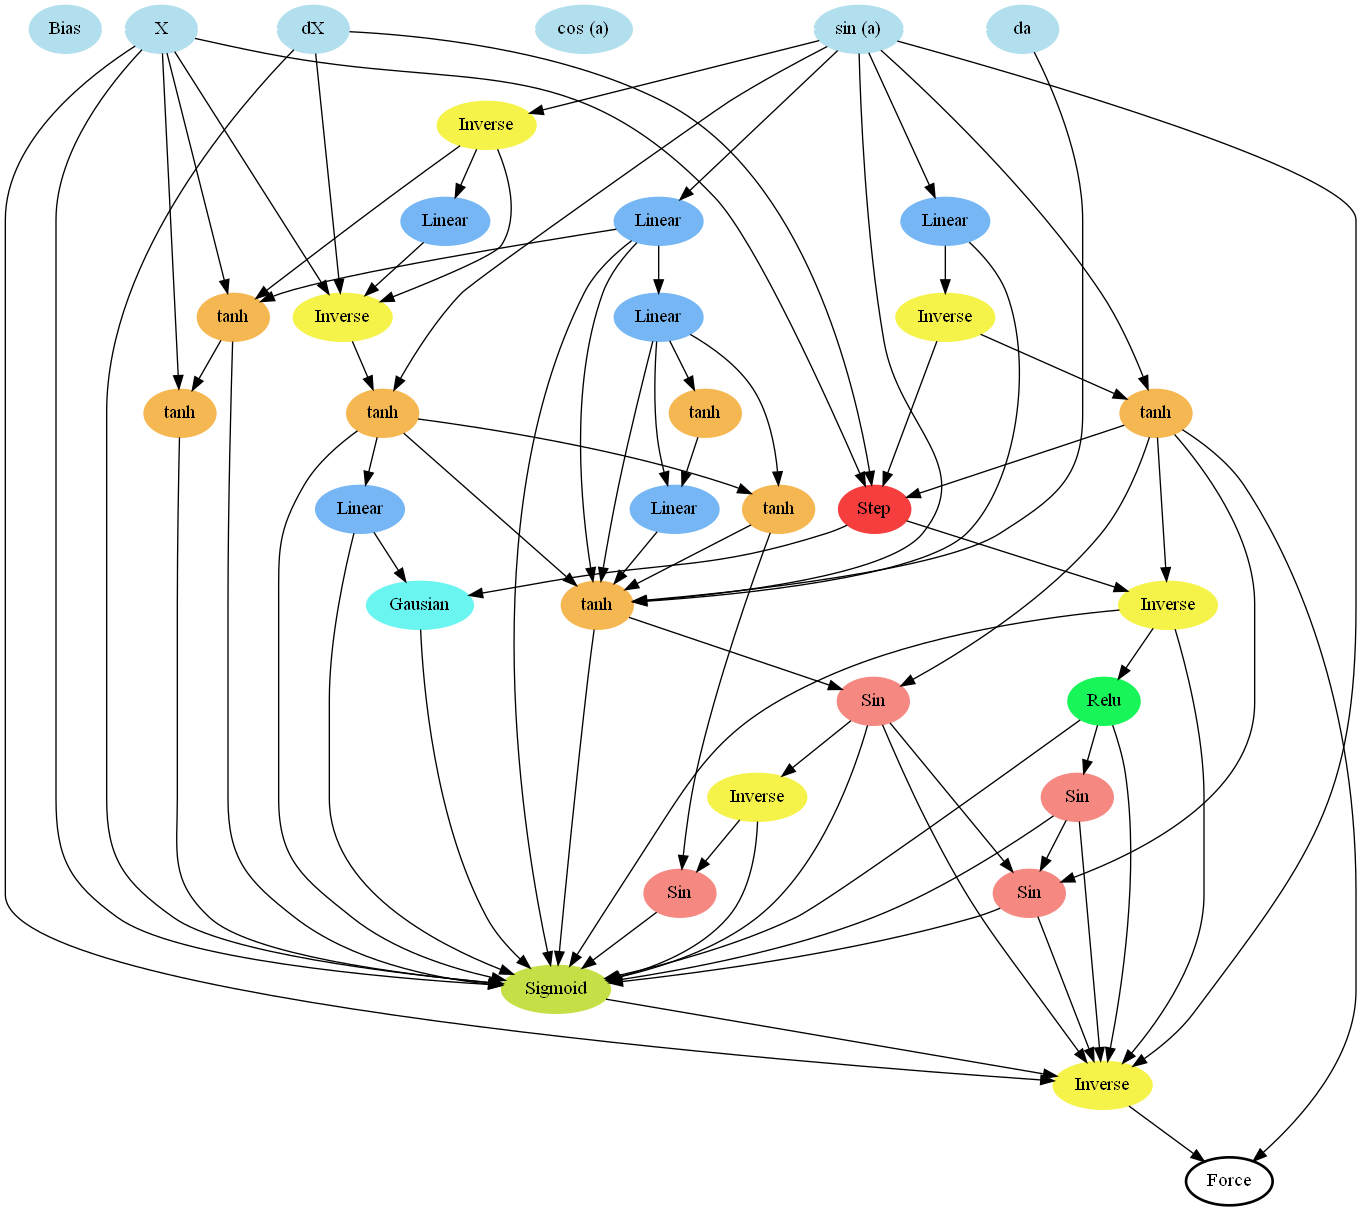 Bias
X
dX
cos (a)
sin (a)
da
Inverse
Linear
Linear
Linear
tanh
Inverse
Linear
Inverse
tanh
tanh
tanh
tanh
Linear
Linear
tanh
Step
Gausian
tanh
Inverse
Sin
Relu
Inverse
Sin
Sin
Sin
Sigmoid
Inverse
Force